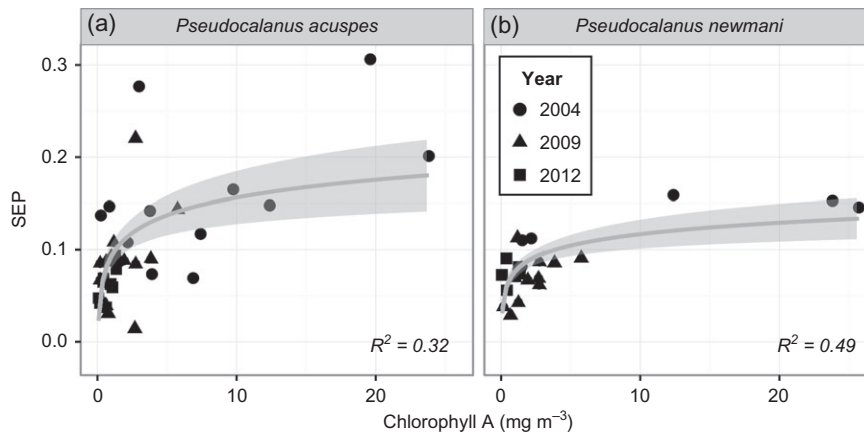 (a) Pseudocalanus acuspes
(b) Pseudocalanus newmani
SEP
0.3
0.2
0.1
0.0
R² = 0.32
0
10
20
Year
2004
2009
2012
R² = 0.49
0
10
20
Chlorophyll A (mg m⁻³)